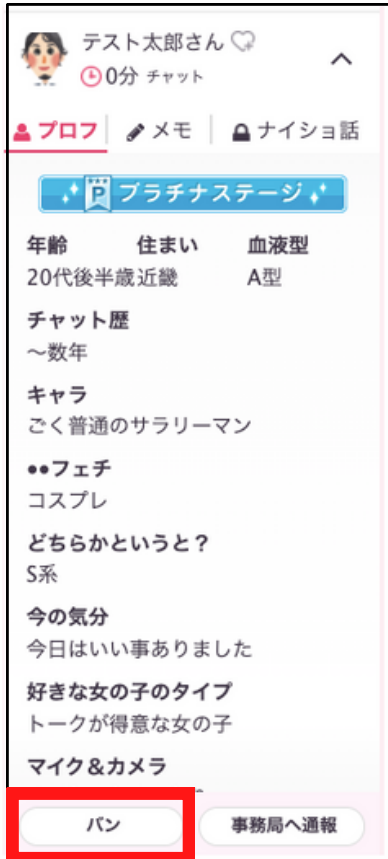 テスト太郎さん
0分 チャット
プロフ メモ ナイショ話
P プラチナステージ
年齢 住まい 血液型
20代後半歳 近畿 A型
チャット歴
〜数年
キャラ
ごく普通のサラリーマン
••フェチ
コスプレ
どちらかというと？
S系
今の気分
今日はいい事ありました
好きな女の子のタイプ
トークが得意な女の子
マイク&カメラ
バン 事務局へ通報